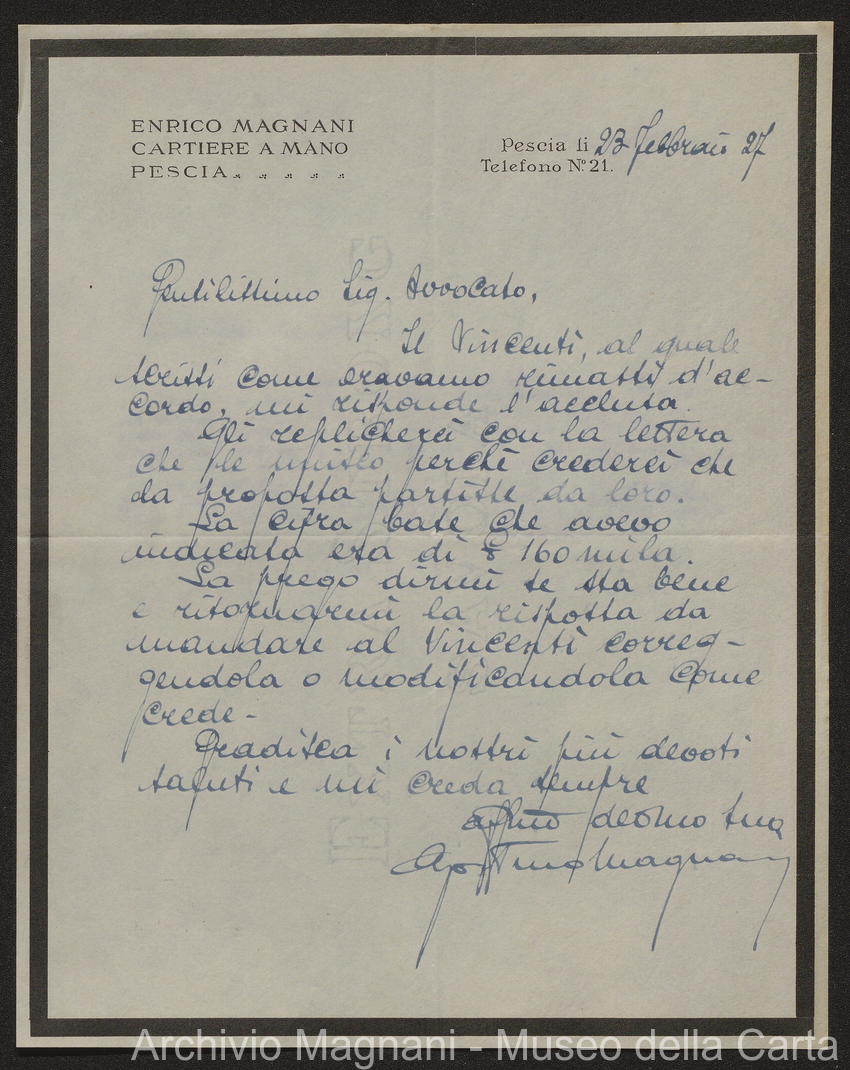 ENRICO MAGNANI
CARTIERE A MANO
PESCIA
Pescia li 23 Febbraio 27
Telefono Nº 21.
Gentilissimo Sig. Avvocato,
Il Vincenti, al quale
scrissi come eravamo rimasti d'ac-
cordo, mi risponde l'acclusa.
Gli replicherei con la lettera
che le unisco perchè crederei che
la proposta partisse da loro.
La cifra base che avevo
indicata era di £ 160 mila.
La prego dirmi se sta bene
e ritornarmi la risposta da
mandare al Vincenti correg-
gendola o modificandola come
crede -
Gradisca i nostri più devoti
saluti e mi creda sempre
affmo devmo suo
Agostino Magnani
Archivio Magnani - Museo della Carta